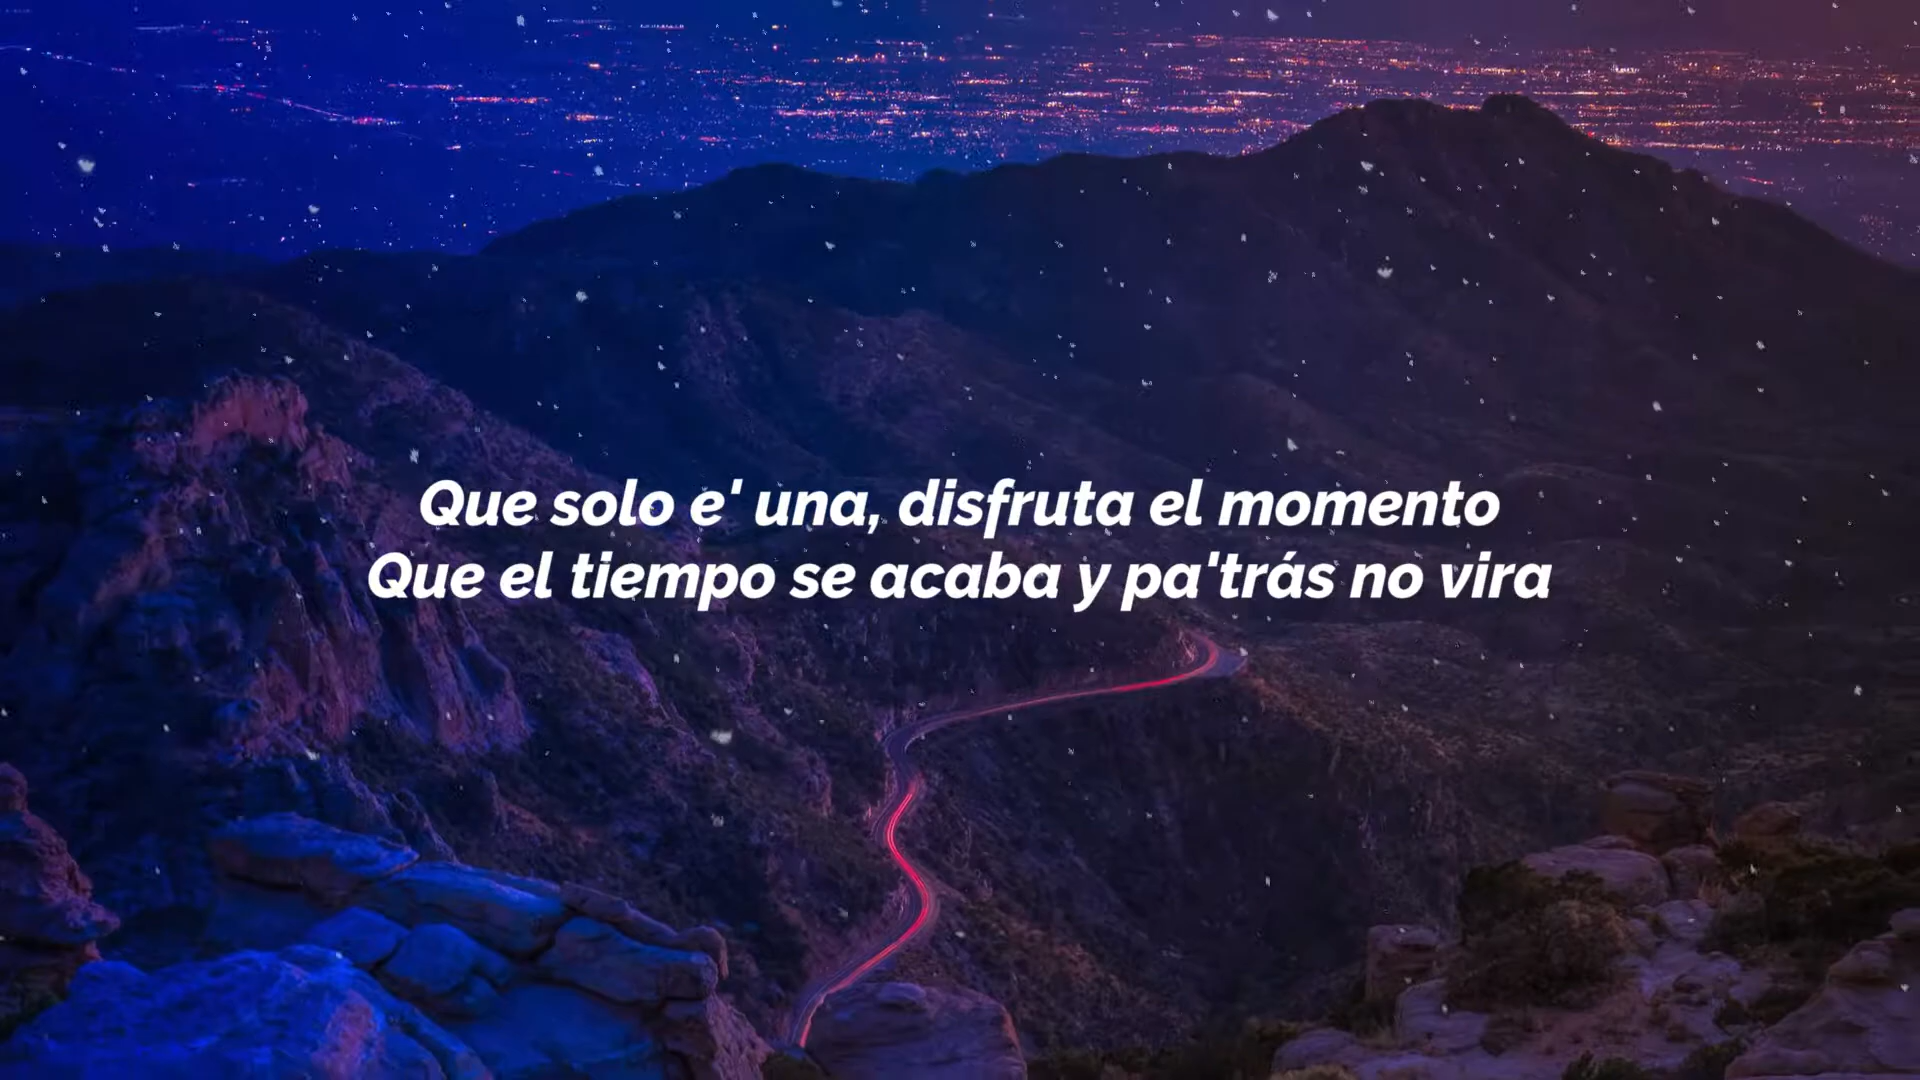 Que solo e' una, disfruta el momento
Que el tiempo se acaba y pa'trás no vira